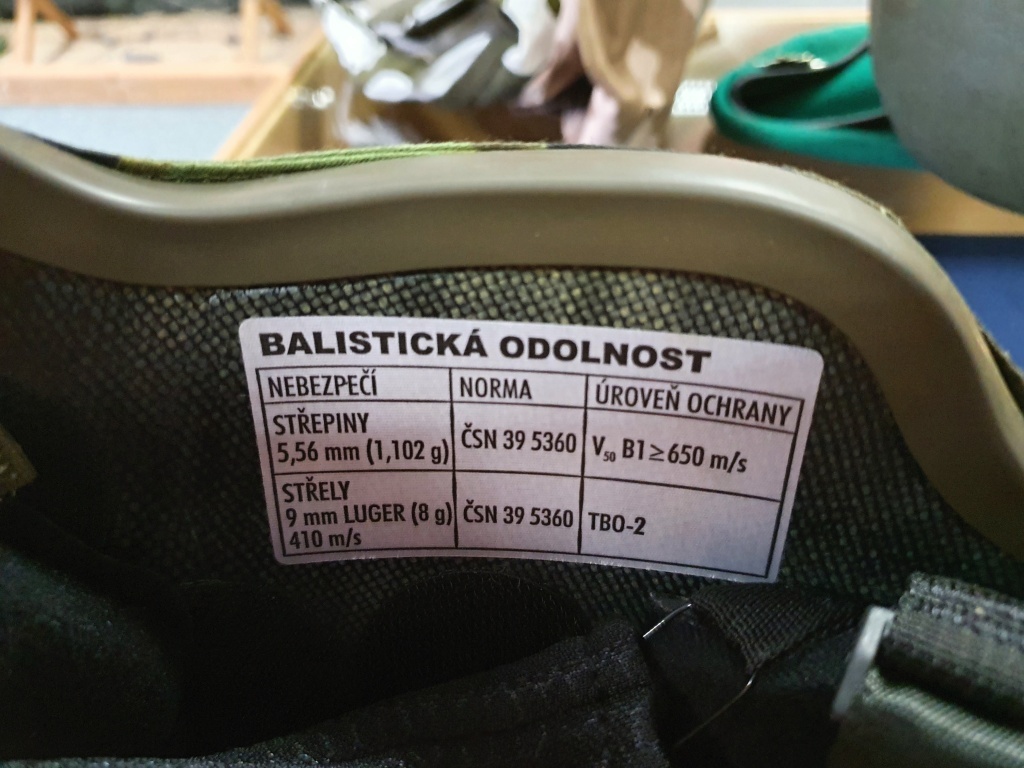 BALISTICKÁ ODOLNOST
NEBEZPEČÍ NORMA ÚROVEŇ OCHRANY
STŘEPINY
5,56 mm (1,102 g) ČSN 39 5360 V50 B1≥650 m/s
STŘELY
9 mm LUGER (8 g) ČSN 39 5360 TBO-2
410 m/s